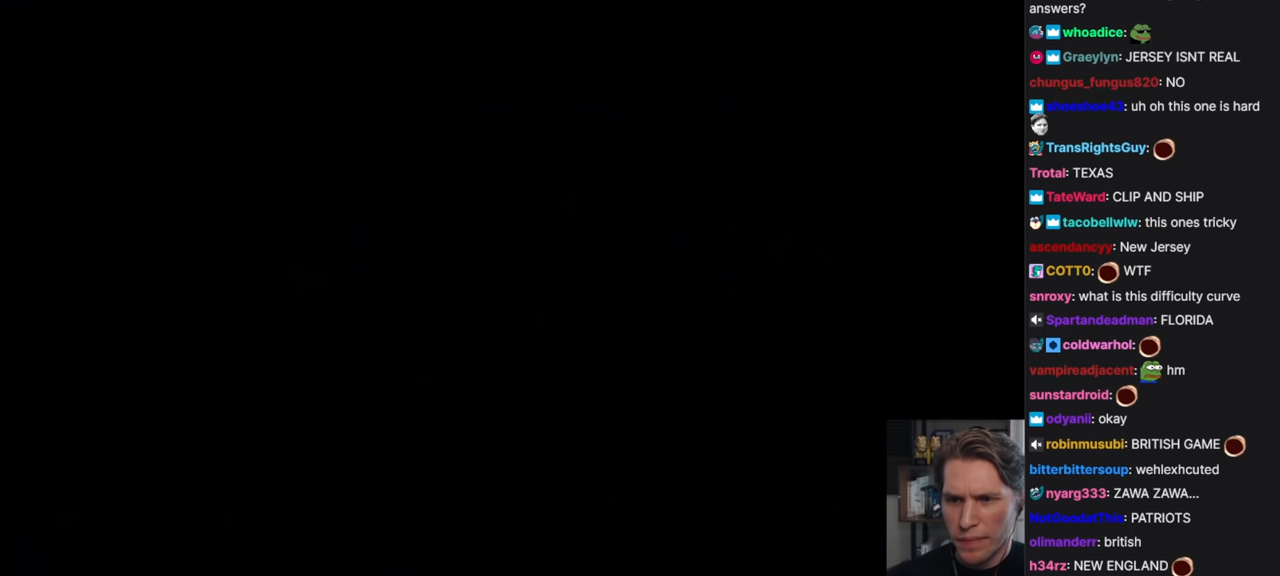 answers?
whoadice:
Graeylyn: JERSEY ISNT REAL
chungus_fungus820: NO
shoeshoe43: uh oh this one is hard
TransRightsGuy:
Trotal: TEXAS
TateWard: CLIP AND SHIP
tacobellwlw: this ones tricky
ascendancyy: New Jersey
COTT0: WTF
snroxy: what is this difficulty curve
Spartandeadman: FLORIDA
coldwarhol:
vampireadjacent: hm
sunstardroid:
odyanii: okay
robinmusubi: BRITISH GAME
bitterbittersoup: wehlexhcuted
nyarg333: ZAWA ZAWA...
NotGoodatThis: PATRIOTS
olimanderr: british
h34rz: NEW ENGLAND